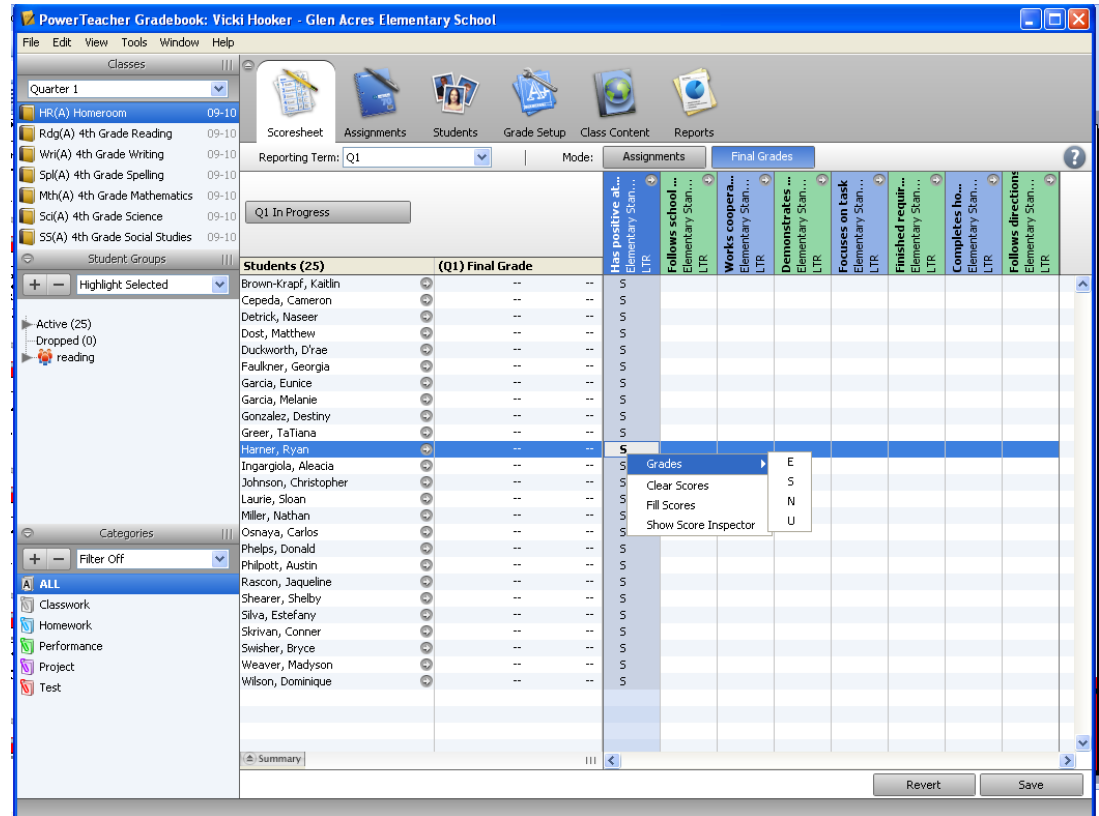 PowerTeacher Gradebook: Vicki Hooker - Glen Acres Elementary School
File Edit View Tools Window Help
Classes
Quarter 1
HR(A) Homeroom 09-10
Rdg(A) 4th Grade Reading 09-10
Wri(A) 4th Grade Writing 09-10
Spl(A) 4th Grade Spelling 09-10
Mth(A) 4th Grade Mathematics 09-10
Sci(A) 4th Grade Science 09-10
SS(A) 4th Grade Social Studies 09-10
Student Groups
+ − Highlight Selected
Active (25)
Dropped (0)
reading
Categories
+ − Filter Off
ALL
Classwork
Homework
Performance
Project
Test
Scoresheet Assignments Students Grade Setup Class Content Reports
Reporting Term: Q1 Mode: Assignments Final Grades ?
Q1 In Progress
Has positive at...
Elementary Stan...
LTR
Follows school ...
Elementary Stan...
LTR
Works coopera...
Elementary Stan...
LTR
Demonstrates ...
Elementary Stan...
LTR
Focuses on task
Elementary Stan...
LTR
Finished requir...
Elementary Stan...
LTR
Completes ho...
Elementary Stan...
LTR
Follows directions
Elementary Stan...
LTR
Students (25) (Q1) Final Grade
Brown-Krapf, Kaitlin -- -- S
Cepeda, Cameron -- -- S
Detrick, Naseer -- -- S
Dost, Matthew -- -- S
Duckworth, D'rae -- -- S
Faulkner, Georgia -- -- S
Garcia, Eunice -- -- S
Garcia, Melanie -- -- S
Gonzalez, Destiny -- -- S
Greer, TaTiana -- -- S
Harner, Ryan -- -- S
Ingargiola, Aleacia -- -- S
Johnson, Christopher -- -- S
Laurie, Sloan -- -- S
Miller, Nathan -- -- S
Osnaya, Carlos -- -- S
Phelps, Donald -- -- S
Philpott, Austin -- -- S
Rascon, Jaqueline -- -- S
Shearer, Shelby -- -- S
Silva, Estefany -- -- S
Skrivan, Conner -- -- S
Swisher, Bryce -- -- S
Weaver, Madyson -- -- S
Wilson, Dominique -- -- S
Grades
Clear Scores
Fill Scores
Show Score Inspector
E
S
N
U
Summary
Revert Save